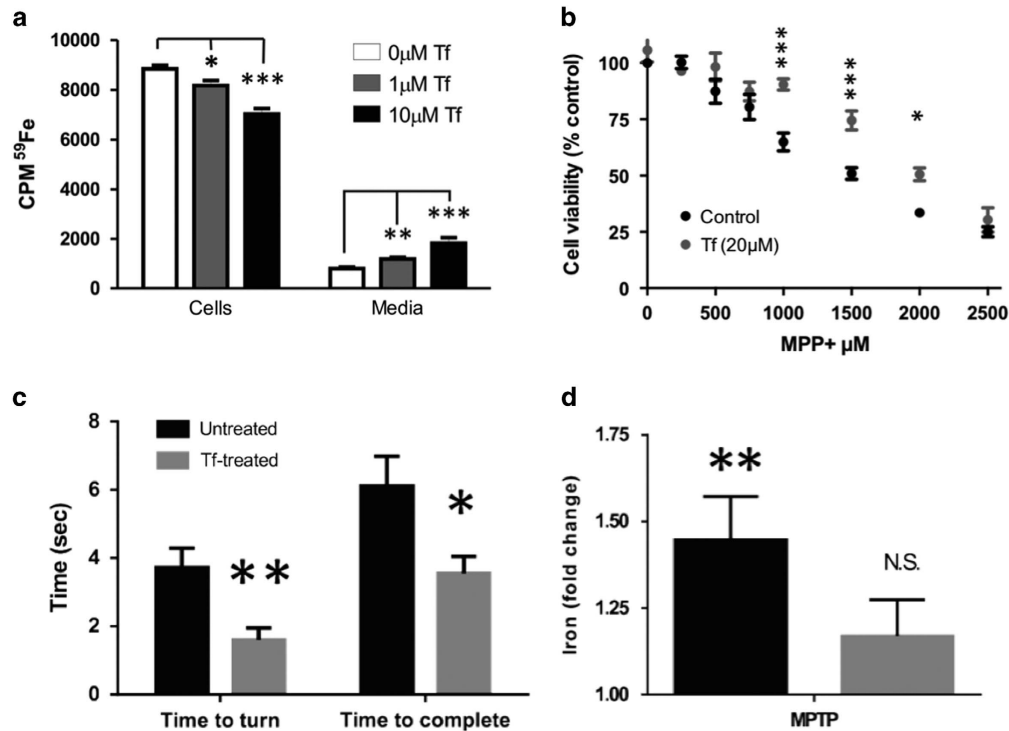 a
10000
8000
6000
4000
2000
0
CPM ⁵⁹Fe
0μM Tf
1μM Tf
10μM Tf
*
***
**
***
Cells
Media
b
100
75
50
25
0
Cell viability (% control)
***
***
*
Control
Tf (20μM)
0
500
1000
1500
2000
2500
MPP+ μM
c
8
6
4
2
0
Time (sec)
Untreated
Tf-treated
**
*
Time to turn
Time to complete
d
1.75
1.50
1.25
1.00
Iron (fold change)
**
N.S.
MPTP